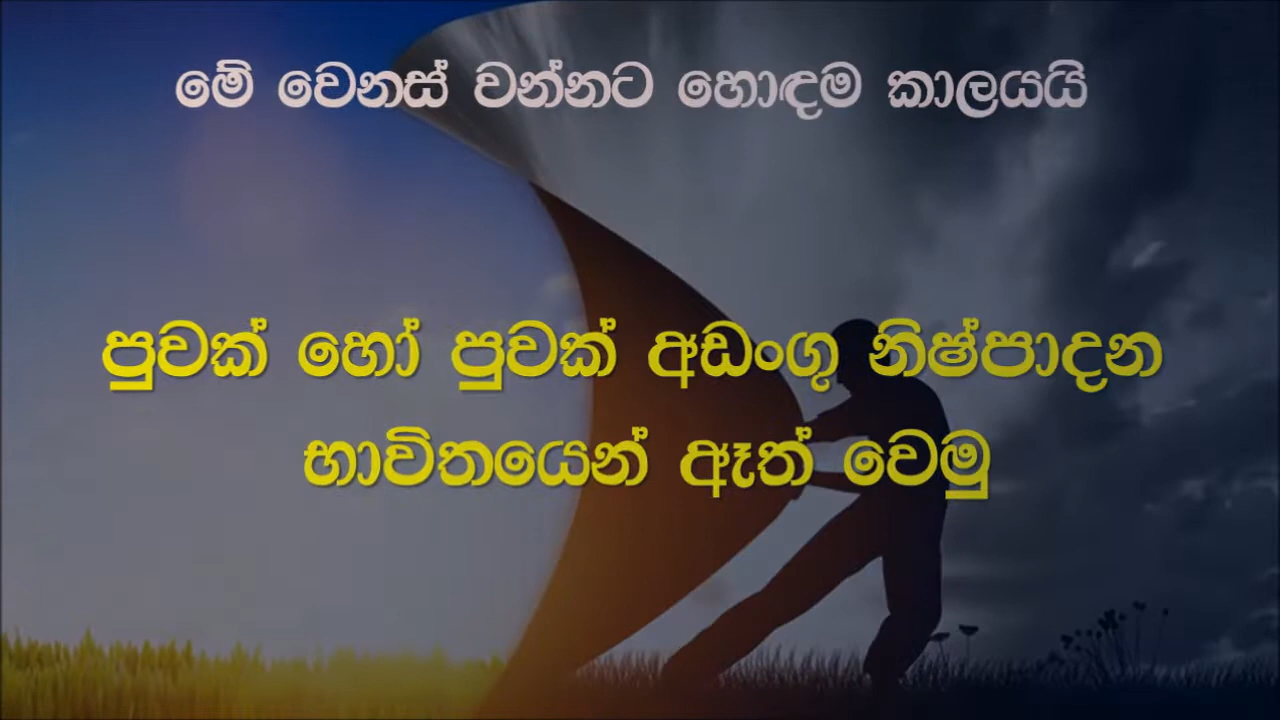 මේ වෙනස් වන්නට හොඳම කාලයයි
පුවක් හෝ පුවක් අඩංගු නිෂ්පාදන
භාවිතයෙන් ඈත් වෙමු